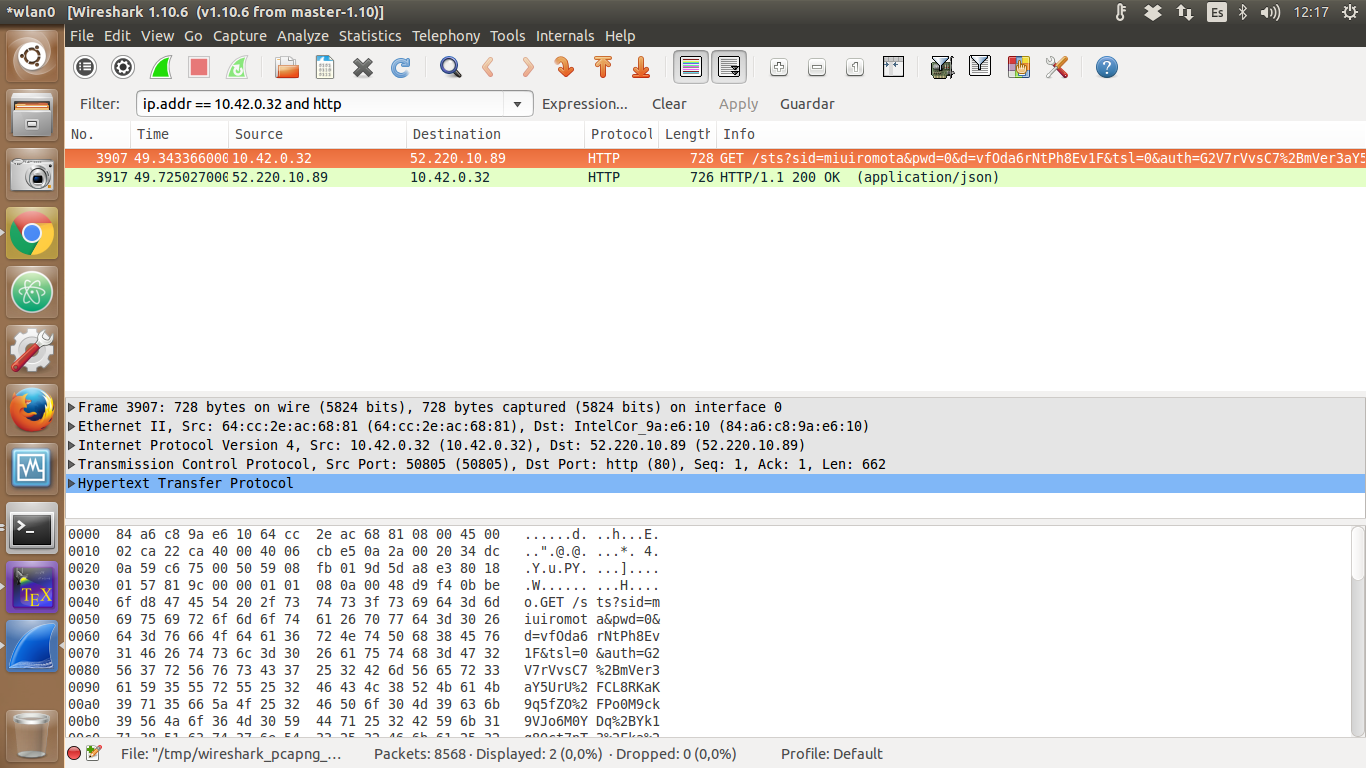 *wlan0 [Wireshark 1.10.6 (v1.10.6 from master-1.10)]
Es 12:17
File Edit View Go Capture Analyze Statistics Telephony Tools Internals Help
Filter: ip.addr == 10.42.0.32 and http Expression... Clear Apply Guardar
No. Time Source Destination Protocol Length Info
3907 49.343366000 10.42.0.32 52.220.10.89 HTTP 728 GET /sts?sid=miuiromota&pwd=0&d=vfOda6rNtPh8Ev1F&tsl=0&auth=G2V7rVvsC7%2BmVer3aY5
3917 49.725027000 52.220.10.89 10.42.0.32 HTTP 726 HTTP/1.1 200 OK (application/json)
Frame 3907: 728 bytes on wire (5824 bits), 728 bytes captured (5824 bits) on interface 0
Ethernet II, Src: 64:cc:2e:ac:68:81 (64:cc:2e:ac:68:81), Dst: IntelCor_9a:e6:10 (84:a6:c8:9a:e6:10)
Internet Protocol Version 4, Src: 10.42.0.32 (10.42.0.32), Dst: 52.220.10.89 (52.220.10.89)
Transmission Control Protocol, Src Port: 50805 (50805), Dst Port: http (80), Seq: 1, Ack: 1, Len: 662
Hypertext Transfer Protocol
0000 84 a6 c8 9a e6 10 64 cc 2e ac 68 81 08 00 45 00 ......d. ..h...E.
0010 02 ca 22 ca 40 00 40 06 cb e5 0a 2a 00 20 34 dc ..".@.@. ...*. 4.
0020 0a 59 c6 75 00 50 59 08 fb 01 9d 5d a8 e3 80 18 .Y.u.PY. ...]....
0030 01 57 81 9c 00 00 01 01 08 0a 00 48 d9 f4 0b be .W...... ...H....
0040 6f d8 47 45 54 20 2f 73 74 73 3f 73 69 64 3d 6d o.GET /s ts?sid=m
0050 69 75 69 72 6f 6d 6f 74 61 26 70 77 64 3d 30 26 iuiromot a&pwd=0&
0060 64 3d 76 66 4f 64 61 36 72 4e 74 50 68 38 45 76 d=vfOda6 rNtPh8Ev
0070 31 46 26 74 73 6c 3d 30 26 61 75 74 68 3d 47 32 1F&tsl=0 &auth=G2
0080 56 37 72 56 76 73 43 37 25 32 42 6d 56 65 72 33 V7rVvsC7 %2BmVer3
0090 61 59 35 55 72 55 25 32 46 43 4c 38 52 4b 61 4b aY5UrU%2 FCL8RKaK
00a0 39 71 35 66 5a 4f 25 32 46 50 6f 30 4d 39 63 6b 9q5fZO%2 FPo0M9ck
00b0 39 56 4a 6f 36 4d 30 59 44 71 25 32 42 59 6b 31 9VJo6M0Y Dq%2BYk1
File: "/tmp/wireshark_pcapng_... Packets: 8568 · Displayed: 2 (0,0%) · Dropped: 0 (0,0%) Profile: Default
TEX